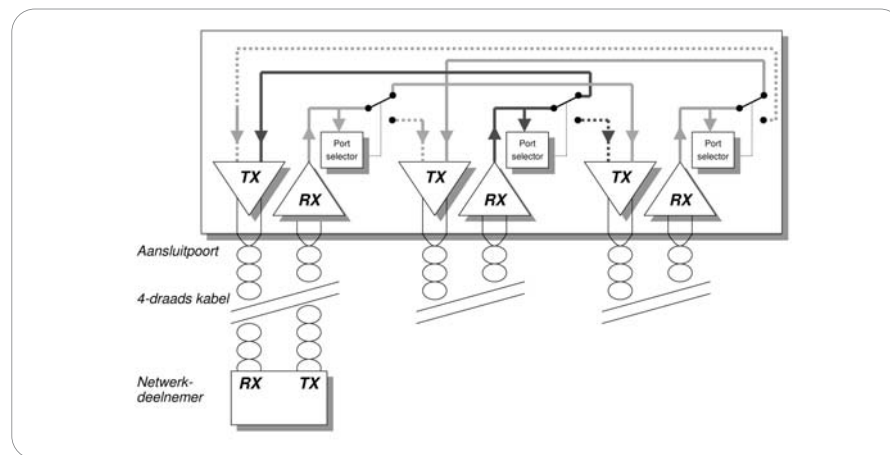 Port
selector
Port
selector
Port
selector
TX
RX
TX
RX
TX
RX
Aansluitpoort
4-draads kabel
Netwerk-
deelnemer
RX
TX